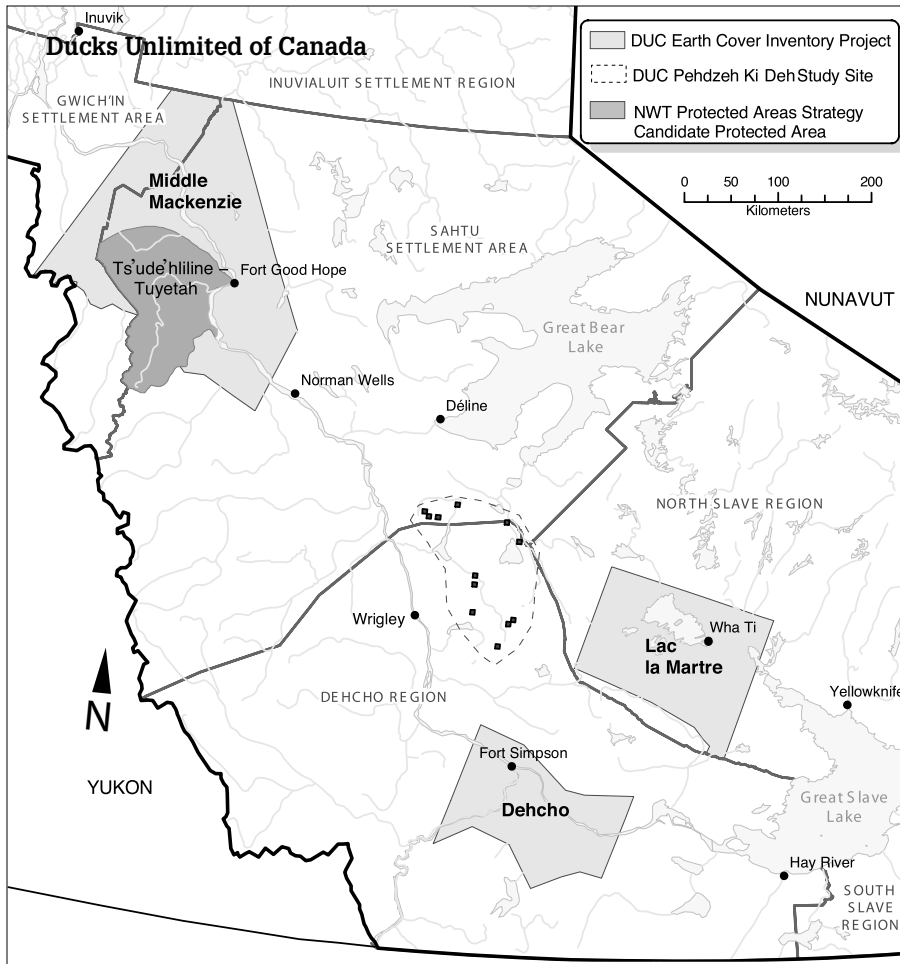 Inuvik
Ducks Unlimited of Canada
INUVIALUIT SETTLEMENT REGION
GWICH'IN
SETTLEMENT AREA
DUC Earth Cover Inventory Project
DUC Pehdzeh Ki Deh Study Site
NWT Protected Areas Strategy
Candidate Protected Area
0 50 100 200
Kilometers
Middle
Mackenzie
SAHTU
SETTLEMENT AREA
Ts'ude'hliline –
Tuyetah
Fort Good Hope
NUNAVUT
Great Bear
Lake
Norman Wells
Déline
NORTH SLAVE REGION
Wrigley
Wha Ti
Lac
la Martre
DEHCHO REGION
Yellowknife
N
Fort Simpson
YUKON
Dehcho
Great Slave
Lake
Hay River
SOUTH
SLAVE
REGION